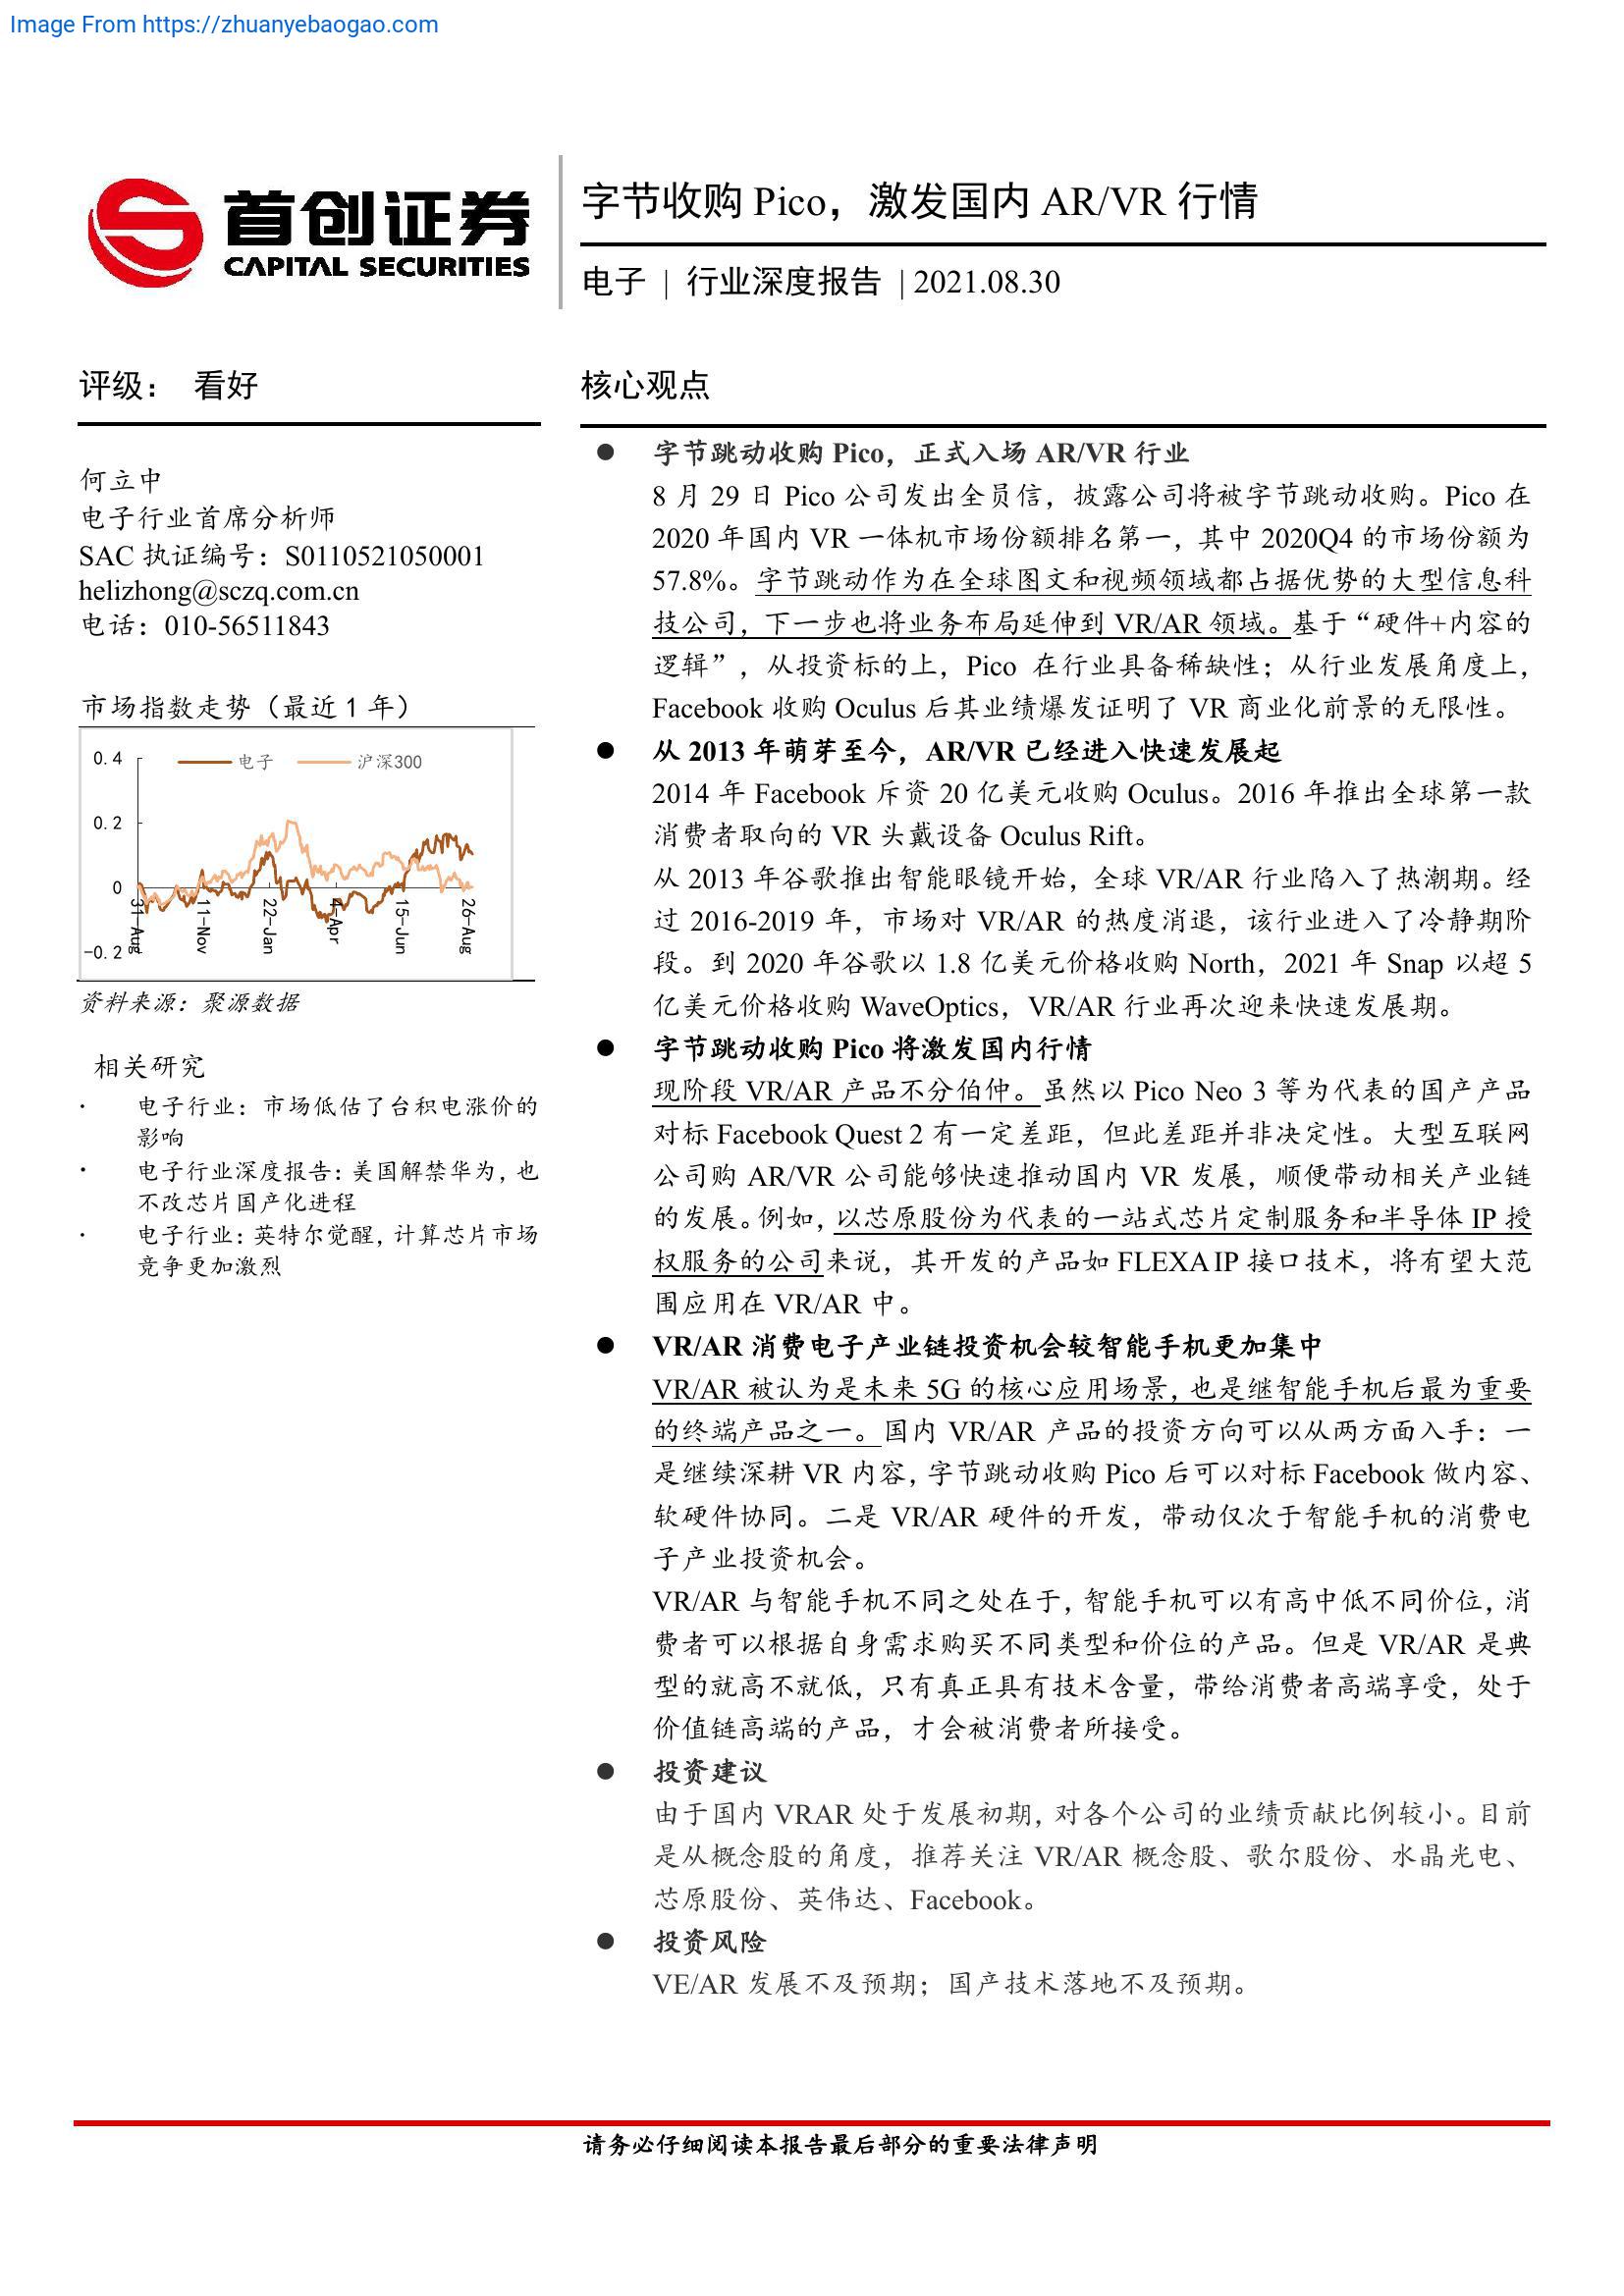 Image From https://zhuanyebaogao.com
首创证券
CAPITAL SECURITIES
字节收购 Pico，激发国内 AR/VR 行情
电子 | 行业深度报告 | 2021.08.30
评级： 看好
何立中
电子行业首席分析师
SAC 执证编号：S0110521050001
helizhong@sczq.com.cn
电话：010-56511843
市场指数走势（最近 1 年）
电子 沪深300
0.4
0.2
0
-0.2
31-Aug
11-Nov
22-Jan
4-Apr
15-Jun
26-Aug
资料来源：聚源数据
相关研究
· 电子行业：市场低估了台积电涨价的
影响
· 电子行业深度报告：美国解禁华为，也
不改芯片国产化进程
· 电子行业：英特尔觉醒，计算芯片市场
竞争更加激烈
核心观点
● 字节跳动收购 Pico，正式入场 AR/VR 行业
8 月 29 日 Pico 公司发出全员信，披露公司将被字节跳动收购。Pico 在
2020 年国内 VR 一体机市场份额排名第一，其中 2020Q4 的市场份额为
57.8%。字节跳动作为在全球图文和视频领域都占据优势的大型信息科
技公司，下一步也将业务布局延伸到 VR/AR 领域。基于“硬件+内容的
逻辑”，从投资标的上，Pico 在行业具备稀缺性；从行业发展角度上，
Facebook 收购 Oculus 后其业绩爆发证明了 VR 商业化前景的无限性。
● 从 2013 年萌芽至今，AR/VR 已经进入快速发展起
2014 年 Facebook 斥资 20 亿美元收购 Oculus。2016 年推出全球第一款
消费者取向的 VR 头戴设备 Oculus Rift。
从 2013 年谷歌推出智能眼镜开始，全球 VR/AR 行业陷入了热潮期。经
过 2016-2019 年，市场对 VR/AR 的热度消退，该行业进入了冷静期阶
段。到 2020 年谷歌以 1.8 亿美元价格收购 North，2021 年 Snap 以超 5
亿美元价格收购 WaveOptics，VR/AR 行业再次迎来快速发展期。
● 字节跳动收购 Pico 将激发国内行情
现阶段 VR/AR 产品不分伯仲。虽然以 Pico Neo 3 等为代表的国产产品
对标 Facebook Quest 2 有一定差距，但此差距并非决定性。大型互联网
公司购 AR/VR 公司能够快速推动国内 VR 发展，顺便带动相关产业链
的发展。例如，以芯原股份为代表的一站式芯片定制服务和半导体 IP 授
权服务的公司来说，其开发的产品如 FLEXA IP 接口技术，将有望大范
围应用在 VR/AR 中。
● VR/AR 消费电子产业链投资机会较智能手机更加集中
VR/AR 被认为是未来 5G 的核心应用场景，也是继智能手机后最为重要
的终端产品之一。国内 VR/AR 产品的投资方向可以从两方面入手：一
是继续深耕 VR 内容，字节跳动收购 Pico 后可以对标 Facebook 做内容、
软硬件协同。二是 VR/AR 硬件的开发，带动仅次于智能手机的消费电
子产业投资机会。
VR/AR 与智能手机不同之处在于，智能手机可以有高中低不同价位，消
费者可以根据自身需求购买不同类型和价位的产品。但是 VR/AR 是典
型的就高不就低，只有真正具有技术含量，带给消费者高端享受，处于
价值链高端的产品，才会被消费者所接受。
● 投资建议
由于国内 VRAR 处于发展初期，对各个公司的业绩贡献比例较小。目前
是从概念股的角度，推荐关注 VR/AR 概念股、歌尔股份、水晶光电、
芯原股份、英伟达、Facebook。
● 投资风险
VE/AR 发展不及预期；国产技术落地不及预期。
请务必仔细阅读本报告最后部分的重要法律声明